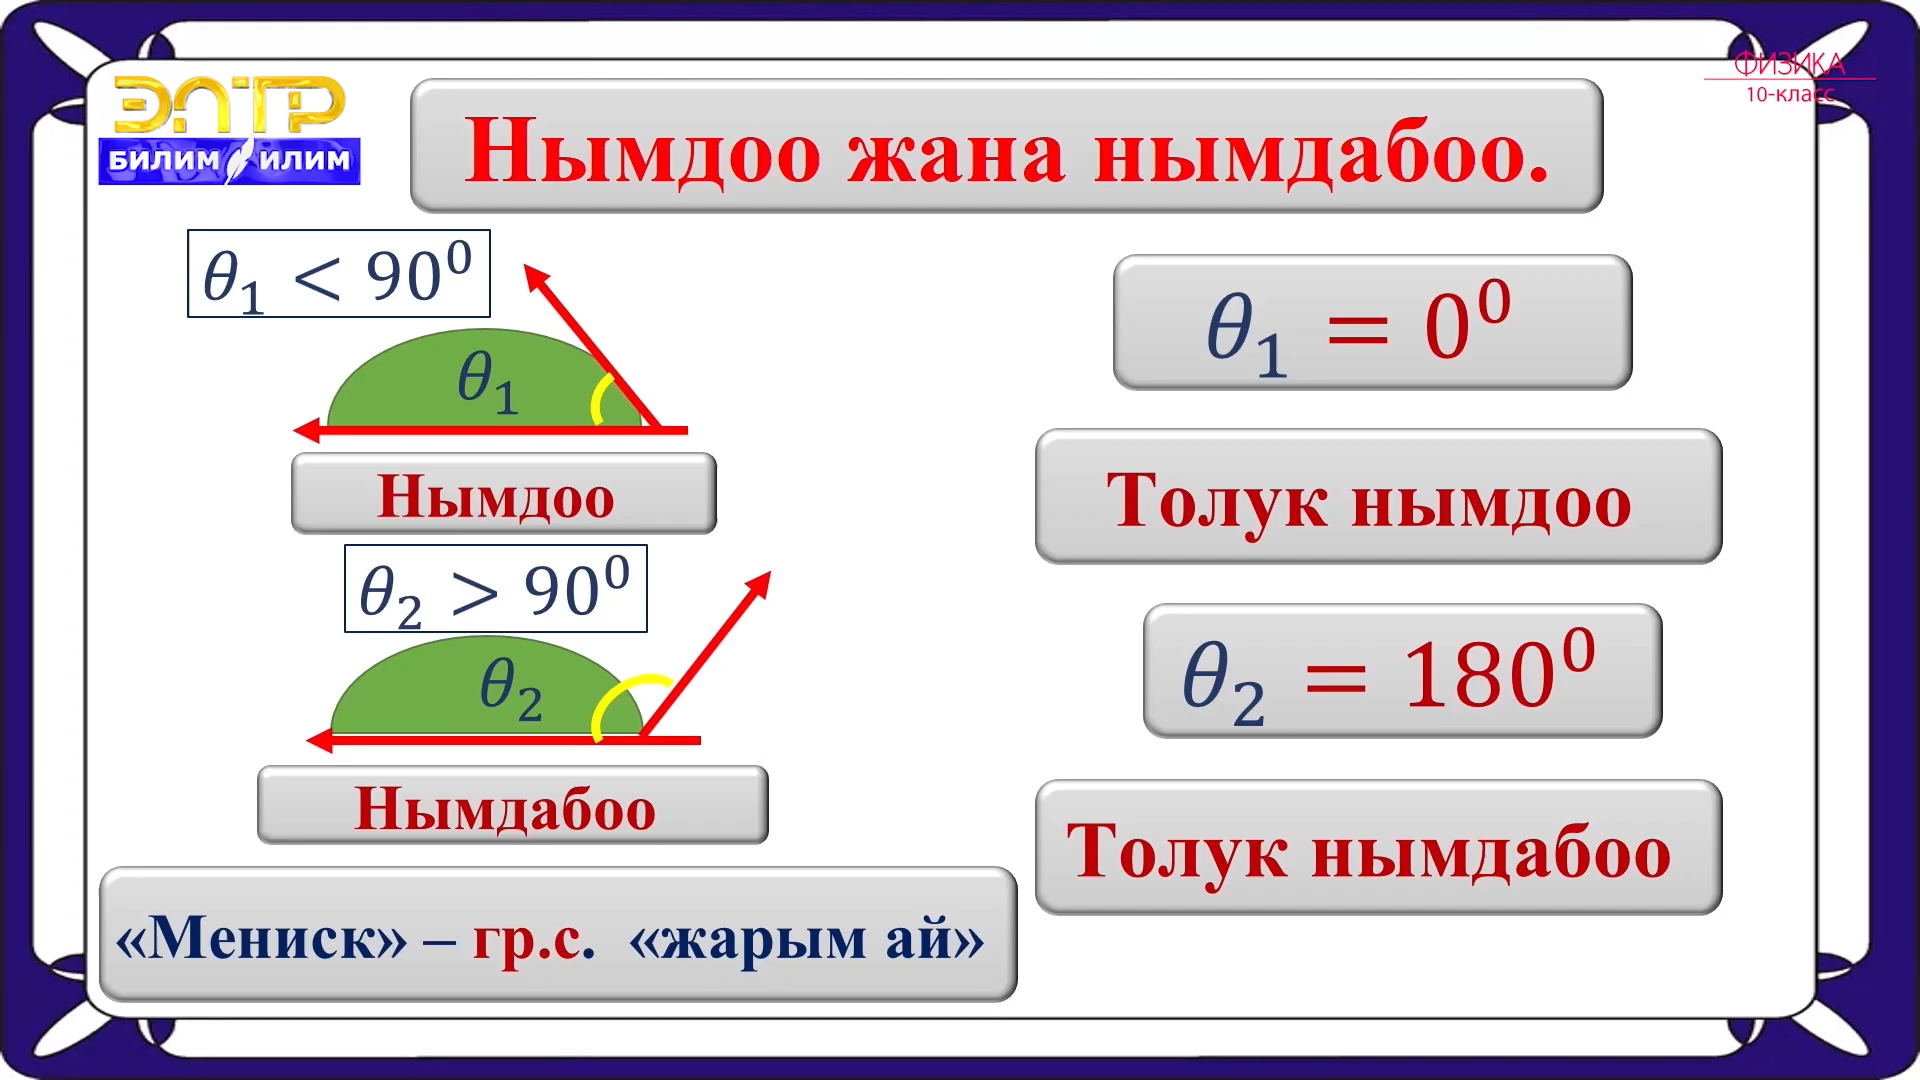 ЭЛТР
БИЛИМ ИЛИМ
ФИЗИКА
10-класс
Нымдоо жана нымдабоо.
θ₁ < 90⁰
θ₁
Нымдоо
θ₂ > 90⁰
θ₂
Нымдабоо
«Мениск» – гр.с. «жарым ай»
θ₁ = 0⁰
Толук нымдоо
θ₂ = 180⁰
Толук нымдабоо